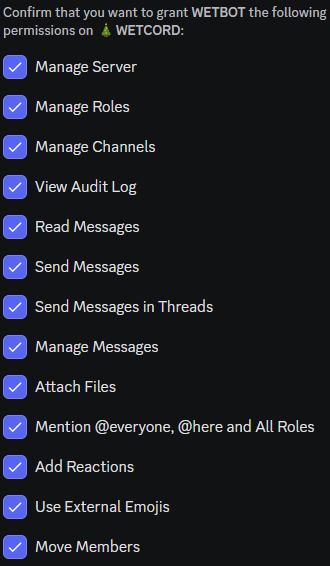 Confirm that you want to grant WETBOT the following
permissions on 🎄 WETCORD:
Manage Server
Manage Roles
Manage Channels
View Audit Log
Read Messages
Send Messages
Send Messages in Threads
Manage Messages
Attach Files
Mention @everyone, @here and All Roles
Add Reactions
Use External Emojis
Move Members